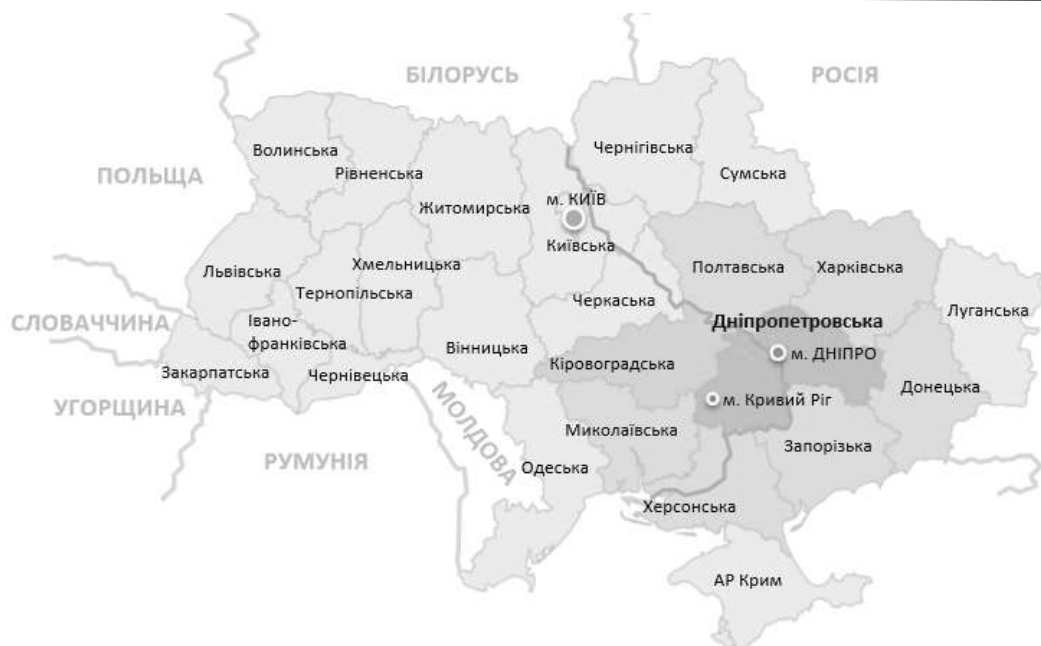 БІЛОРУСЬ
РОСІЯ
Волинська
Рівненська
Чернігівська
Сумська
ПОЛЬЩА
Житомирська
м. КИЇВ
Київська
Львівська
Хмельницька
Тернопільська
Полтавська
Харківська
Черкаська
Луганська
СЛОВАЧЧИНА
Івано-
франківська
Дніпропетровська
Вінницька
м. ДНІПРО
Кіровоградська
Закарпатська
Чернівецька
Донецька
УГОРЩИНА
МОЛДОВА
м. Кривий Ріг
Миколаївська
Запорізька
РУМУНІЯ
Одеська
Херсонська
АР Крим